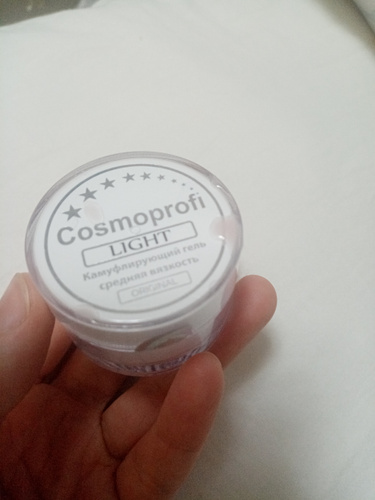 Cosmoprofi
LIGHT
Камуфлирующий гель
средняя вязкость
ORIGINAL